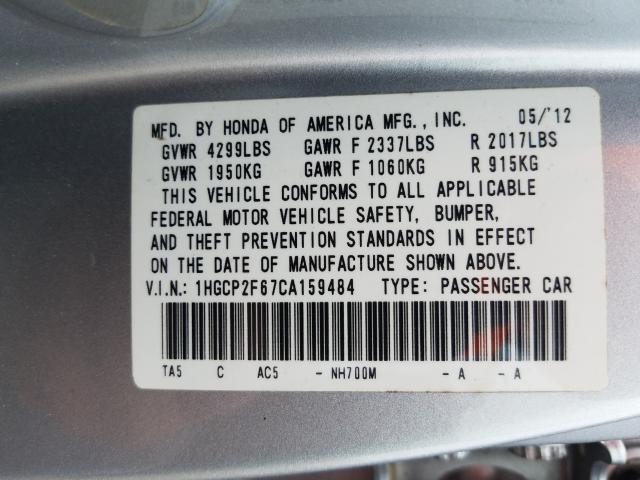 MFD. BY HONDA OF AMERICA MFG., INC. 05/'12
GVWR 4299LBS GAWR F 2337LBS R 2017LBS
GVWR 1950KG GAWR F 1060KG R 915KG
THIS VEHICLE CONFORMS TO ALL APPLICABLE
FEDERAL MOTOR VEHICLE SAFETY, BUMPER,
AND THEFT PREVENTION STANDARDS IN EFFECT
ON THE DATE OF MANUFACTURE SHOWN ABOVE.
V.I.N.: 1HGCP2F67CA159484 TYPE: PASSENGER CAR
TA5 C AC5 - NH700M - A - A